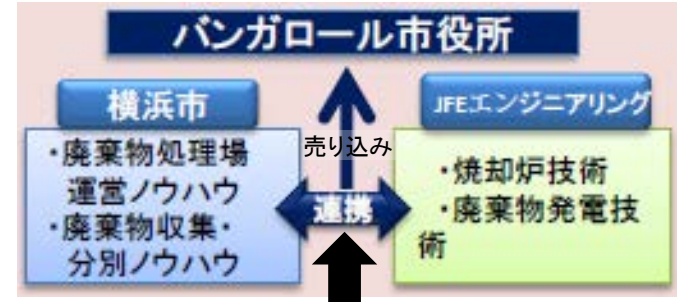 バンガロール市役所
横浜市
JFEエンジニアリング
売り込み
・廃棄物処理場
運営ノウハウ
・廃棄物収集・
分別ノウハウ
連携
・焼却炉技術
・廃棄物発電技
術